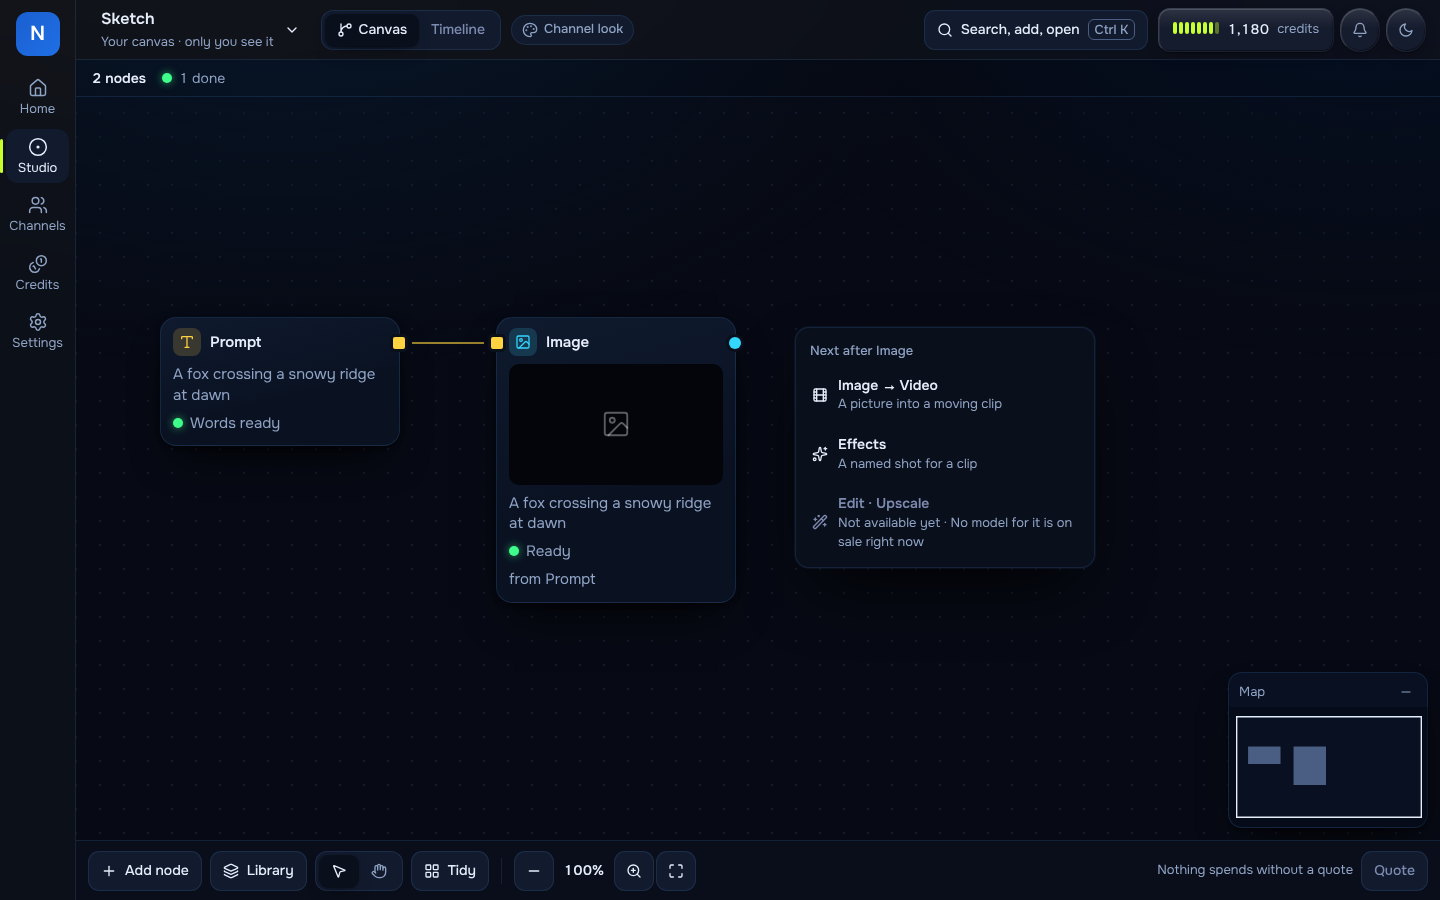 N
Sketch
Your canvas · only you see it
Canvas
Timeline
Channel look
Search, add, open
Ctrl K
1,180 credits
Home
Studio
Channels
Credits
Settings
2 nodes
1 done
Prompt
A fox crossing a snowy ridge
at dawn
Words ready
Image
A fox crossing a snowy ridge
at dawn
Ready
from Prompt
Next after Image
Image → Video
A picture into a moving clip
Effects
A named shot for a clip
Edit · Upscale
Not available yet · No model for it is on
sale right now
Map
Add node
Library
Tidy
100%
Nothing spends without a quote
Quote